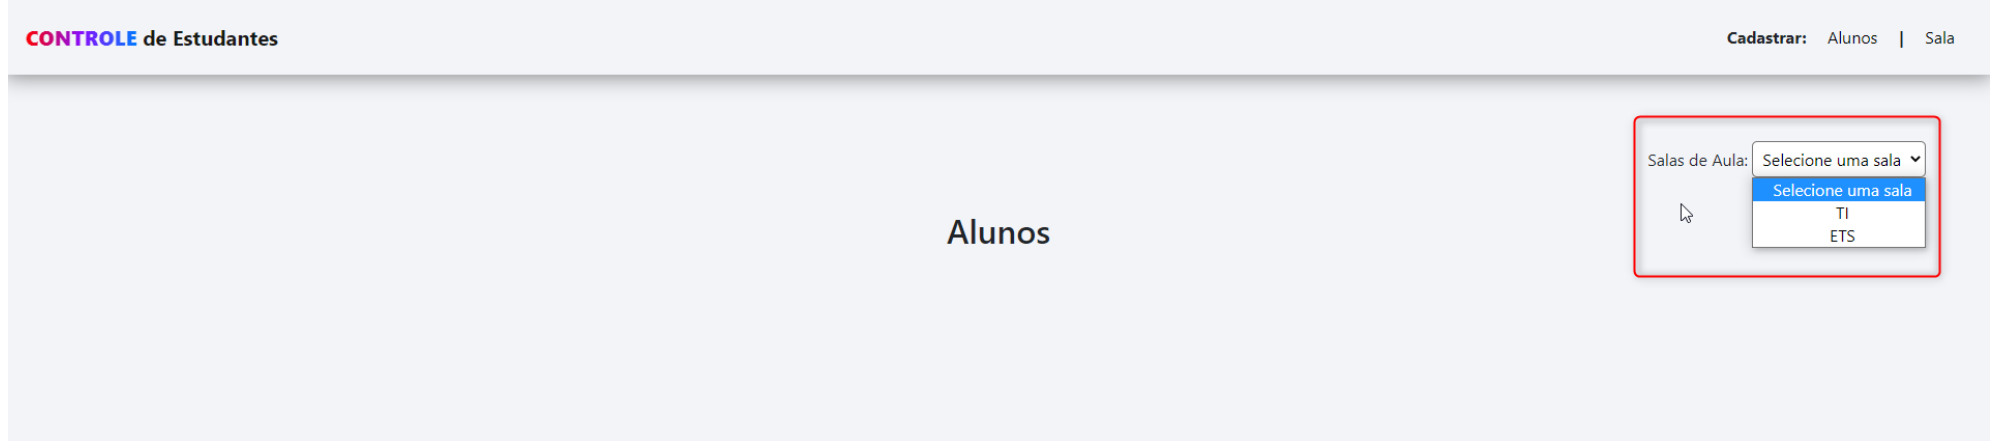 CONTROLE de Estudantes
Cadastrar: Alunos | Sala
Salas de Aula: Selecione uma sala
Selecione uma sala
TI
ETS
Alunos